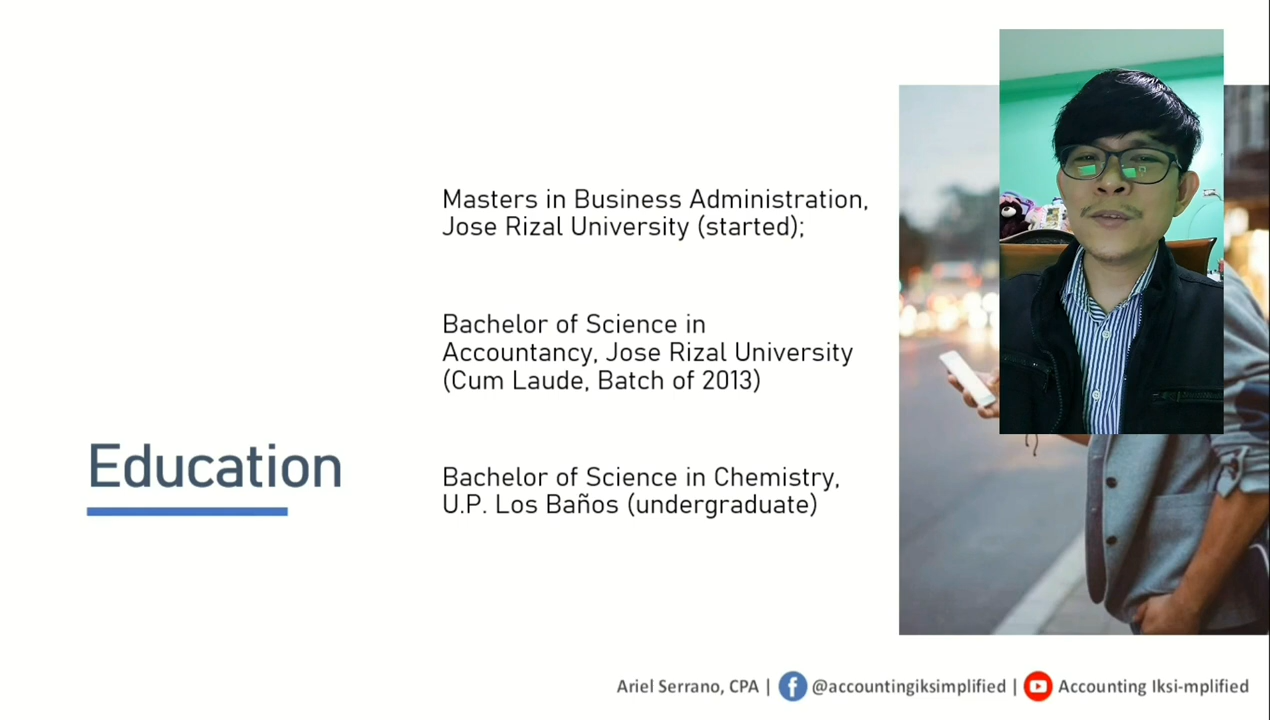 Masters in Business Administration,
Jose Rizal University (started);
Bachelor of Science in
Accountancy, Jose Rizal University
(Cum Laude, Batch of 2013)
Education
Bachelor of Science in Chemistry,
U.P. Los Baños (undergraduate)
Ariel Serrano, CPA | @accountingiksimplified | Accounting Iksi-mplified